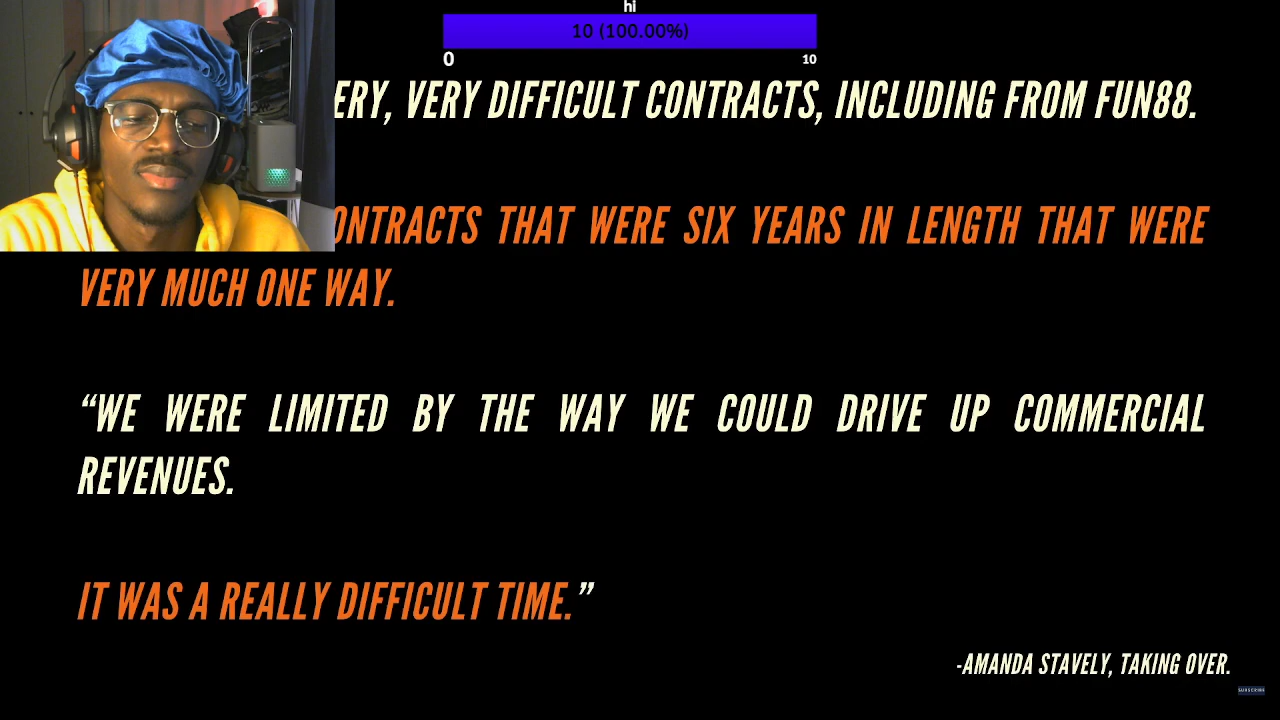 hi
10 (100.00%)
0 10
ERY, VERY DIFFICULT CONTRACTS, INCLUDING FROM FUN88.
ONTRACTS THAT WERE SIX YEARS IN LENGTH THAT WERE
VERY MUCH ONE WAY.
“WE WERE LIMITED BY THE WAY WE COULD DRIVE UP COMMERCIAL
REVENUES.
IT WAS A REALLY DIFFICULT TIME.”
-AMANDA STAVELY, TAKING OVER.
SUBSCRIBE